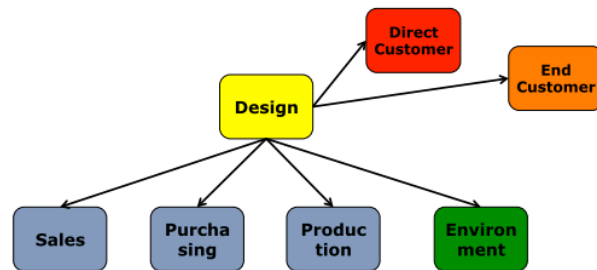 Direct
Customer
End
Customer
Design
Sales
Purcha
sing
Produc
tion
Environ
ment